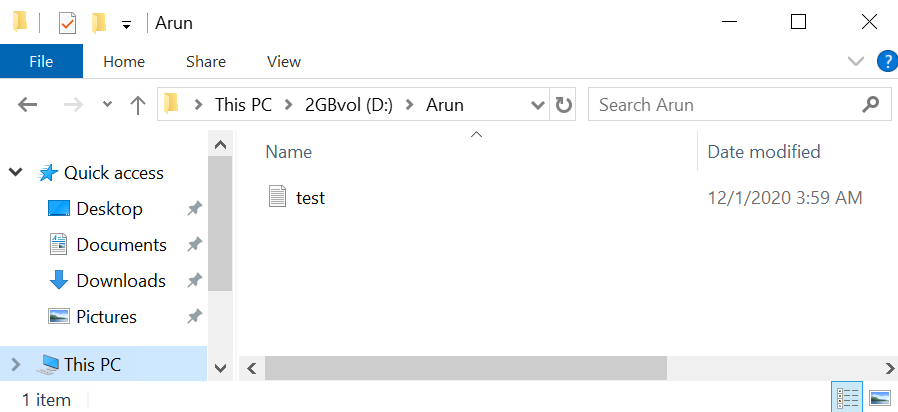 Arun
File Home Share View
This PC 2GBvol (D:) Arun Search Arun
Name Date modified
Quick access
test 12/1/2020 3:59 AM
Desktop
Documents
Downloads
Pictures
This PC
1 item